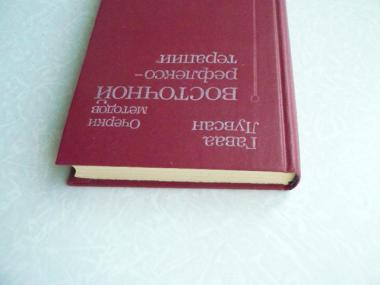 Гаваа
Лувсан
Очерки
методов
ВОСТОЧНОЙ
рефлексо-
терапии